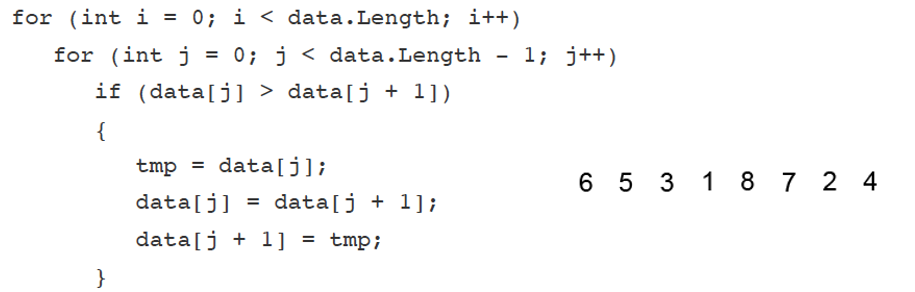 for (int i = 0; i < data.Length; i++)
for (int j = 0; j < data.Length - 1; j++)
if (data[j] > data[j + 1])
{
tmp = data[j];
data[j] = data[j + 1];
data[j + 1] = tmp;
}
6 5 3 1 8 7 2 4